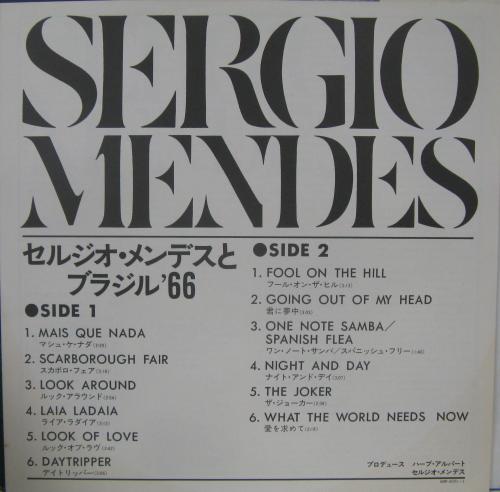 SERGIO
MENDES
セルジオ・メンデスと
ブラジル'66
●SIDE 1
1. MAIS QUE NADA
マシュ・ケ・ナダ
2. SCARBOROUGH FAIR
スカボロ・フェア
3. LOOK AROUND
ルック・アラウンド
4. LAIA LADAIA
ライア・ラダイア
5. LOOK OF LOVE
ルック・オブ・ラヴ
6. DAYTRIPPER
デイトリッパー
●SIDE 2
1. FOOL ON THE HILL
フール・オン・ザ・ヒル
2. GOING OUT OF MY HEAD
君に夢中
3. ONE NOTE SAMBA/
SPANISH FLEA
ワン・ノート・サンバ/スパニッシュ・フリー
4. NIGHT AND DAY
ナイト・アンド・デイ
5. THE JOKER
ザ・ジョーカー
6. WHAT THE WORLD NEEDS NOW
愛を求めて
プロデュース ハーブ・アルパート
セルジオ・メンデス